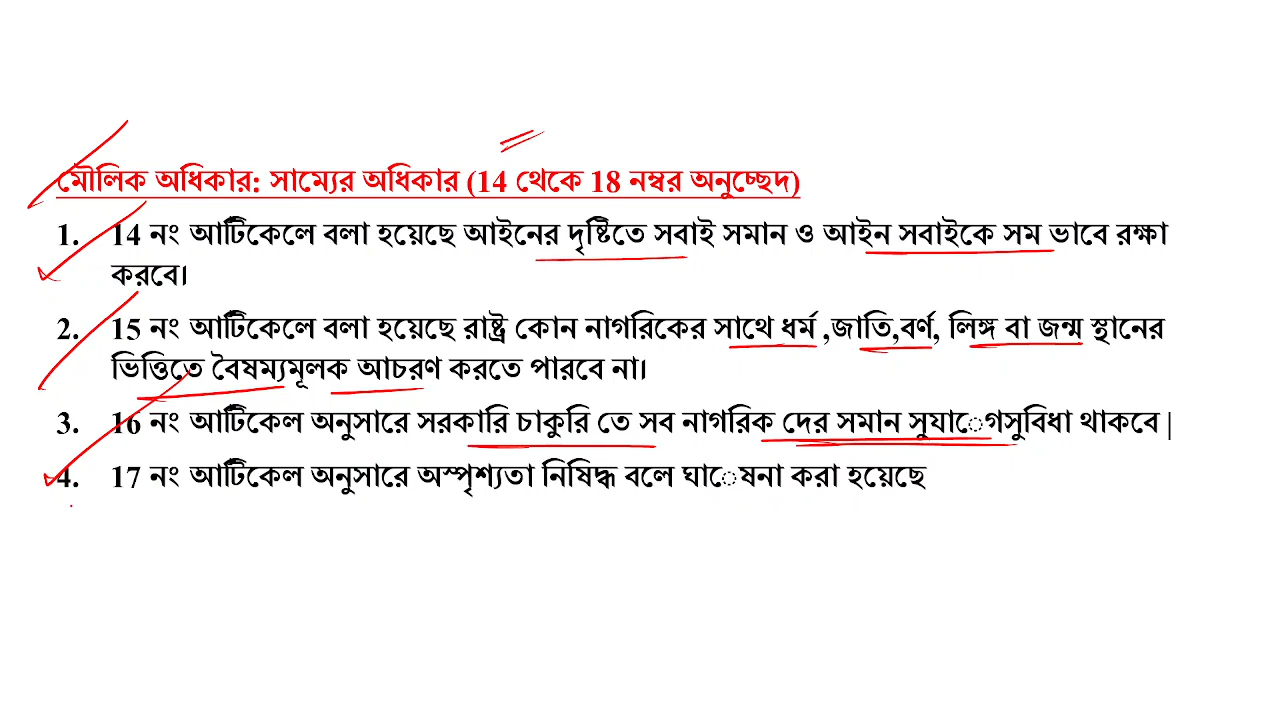 মৌলিক অধিকার: সাম্যের অধিকার (14 থেকে 18 নম্বর অনুচ্ছেদ)
1. 14 নং আর্টিকেলে বলা হয়েছে আইনের দৃষ্টিতে সবাই সমান ও আইন সবাইকে সম ভাবে রক্ষা
করবে।
2. 15 নং আর্টিকেলে বলা হয়েছে রাষ্ট্র কোন নাগরিকের সাথে ধর্ম ,জাতি,বর্ণ, লিঙ্গ বা জন্ম স্থানের
ভিত্তিতে বৈষম্যমূলক আচরণ করতে পারবে না।
3. 16 নং আর্টিকেল অনুসারে সরকারি চাকুরি তে সব নাগরিক দের সমান সুযােগসুবিধা থাকবে |
4. 17 নং আর্টিকেল অনুসারে অস্পৃশ্যতা নিষিদ্ধ বলে ঘােষনা করা হয়েছে